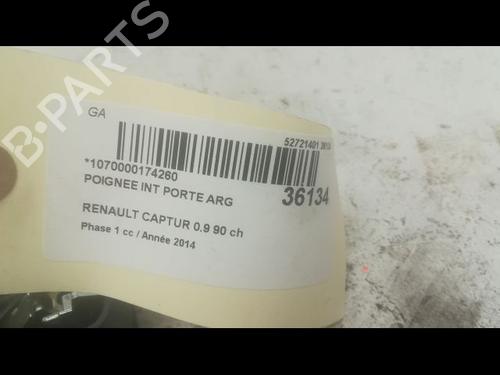 B-PARTS
GA
52721401
*1070000174260
POIGNEE INT PORTE ARG
36134
RENAULT CAPTUR 0.9 90 ch
Phase 1 cc / Année 2014